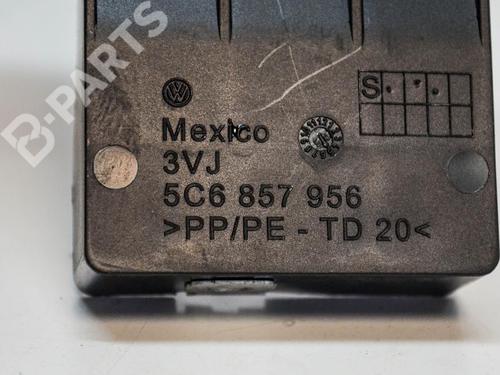 B-PARTS
S
Mexico
3VJ
5C6 857 956
>PP/PE - TD 20<